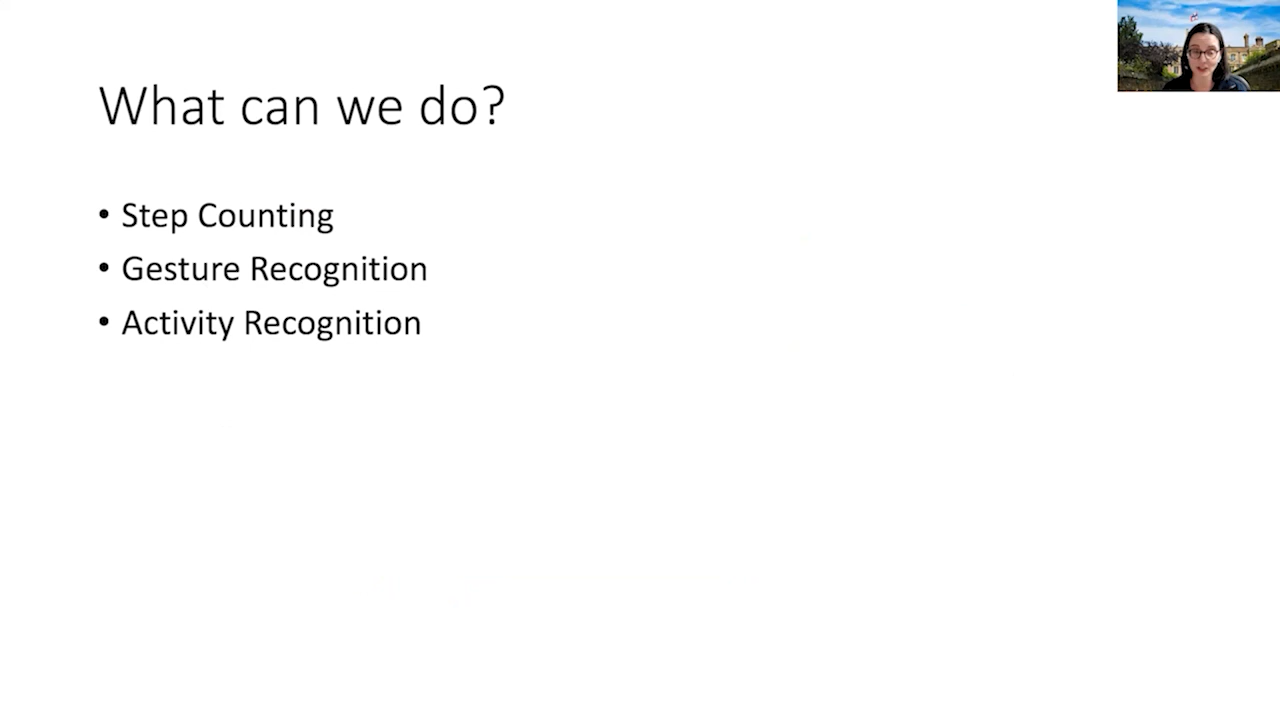 What can we do?
• Step Counting
• Gesture Recognition
• Activity Recognition